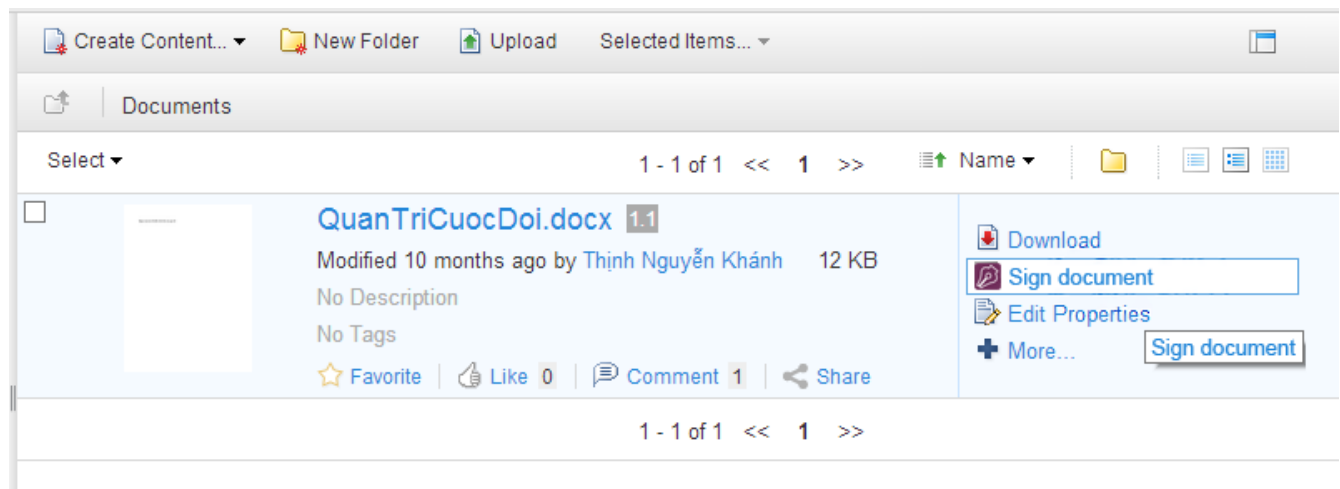 Create Content... New Folder Upload Selected Items...
Documents
Select 1 - 1 of 1 << 1 >> Name
QuanTriCuocDoi.docx 1.1
Modified 10 months ago by Thịnh Nguyễn Khánh 12 KB
No Description
No Tags
Favorite Like 0 Comment 1 Share
Download
Sign document
Edit Properties
More...
Sign document
1 - 1 of 1 << 1 >>